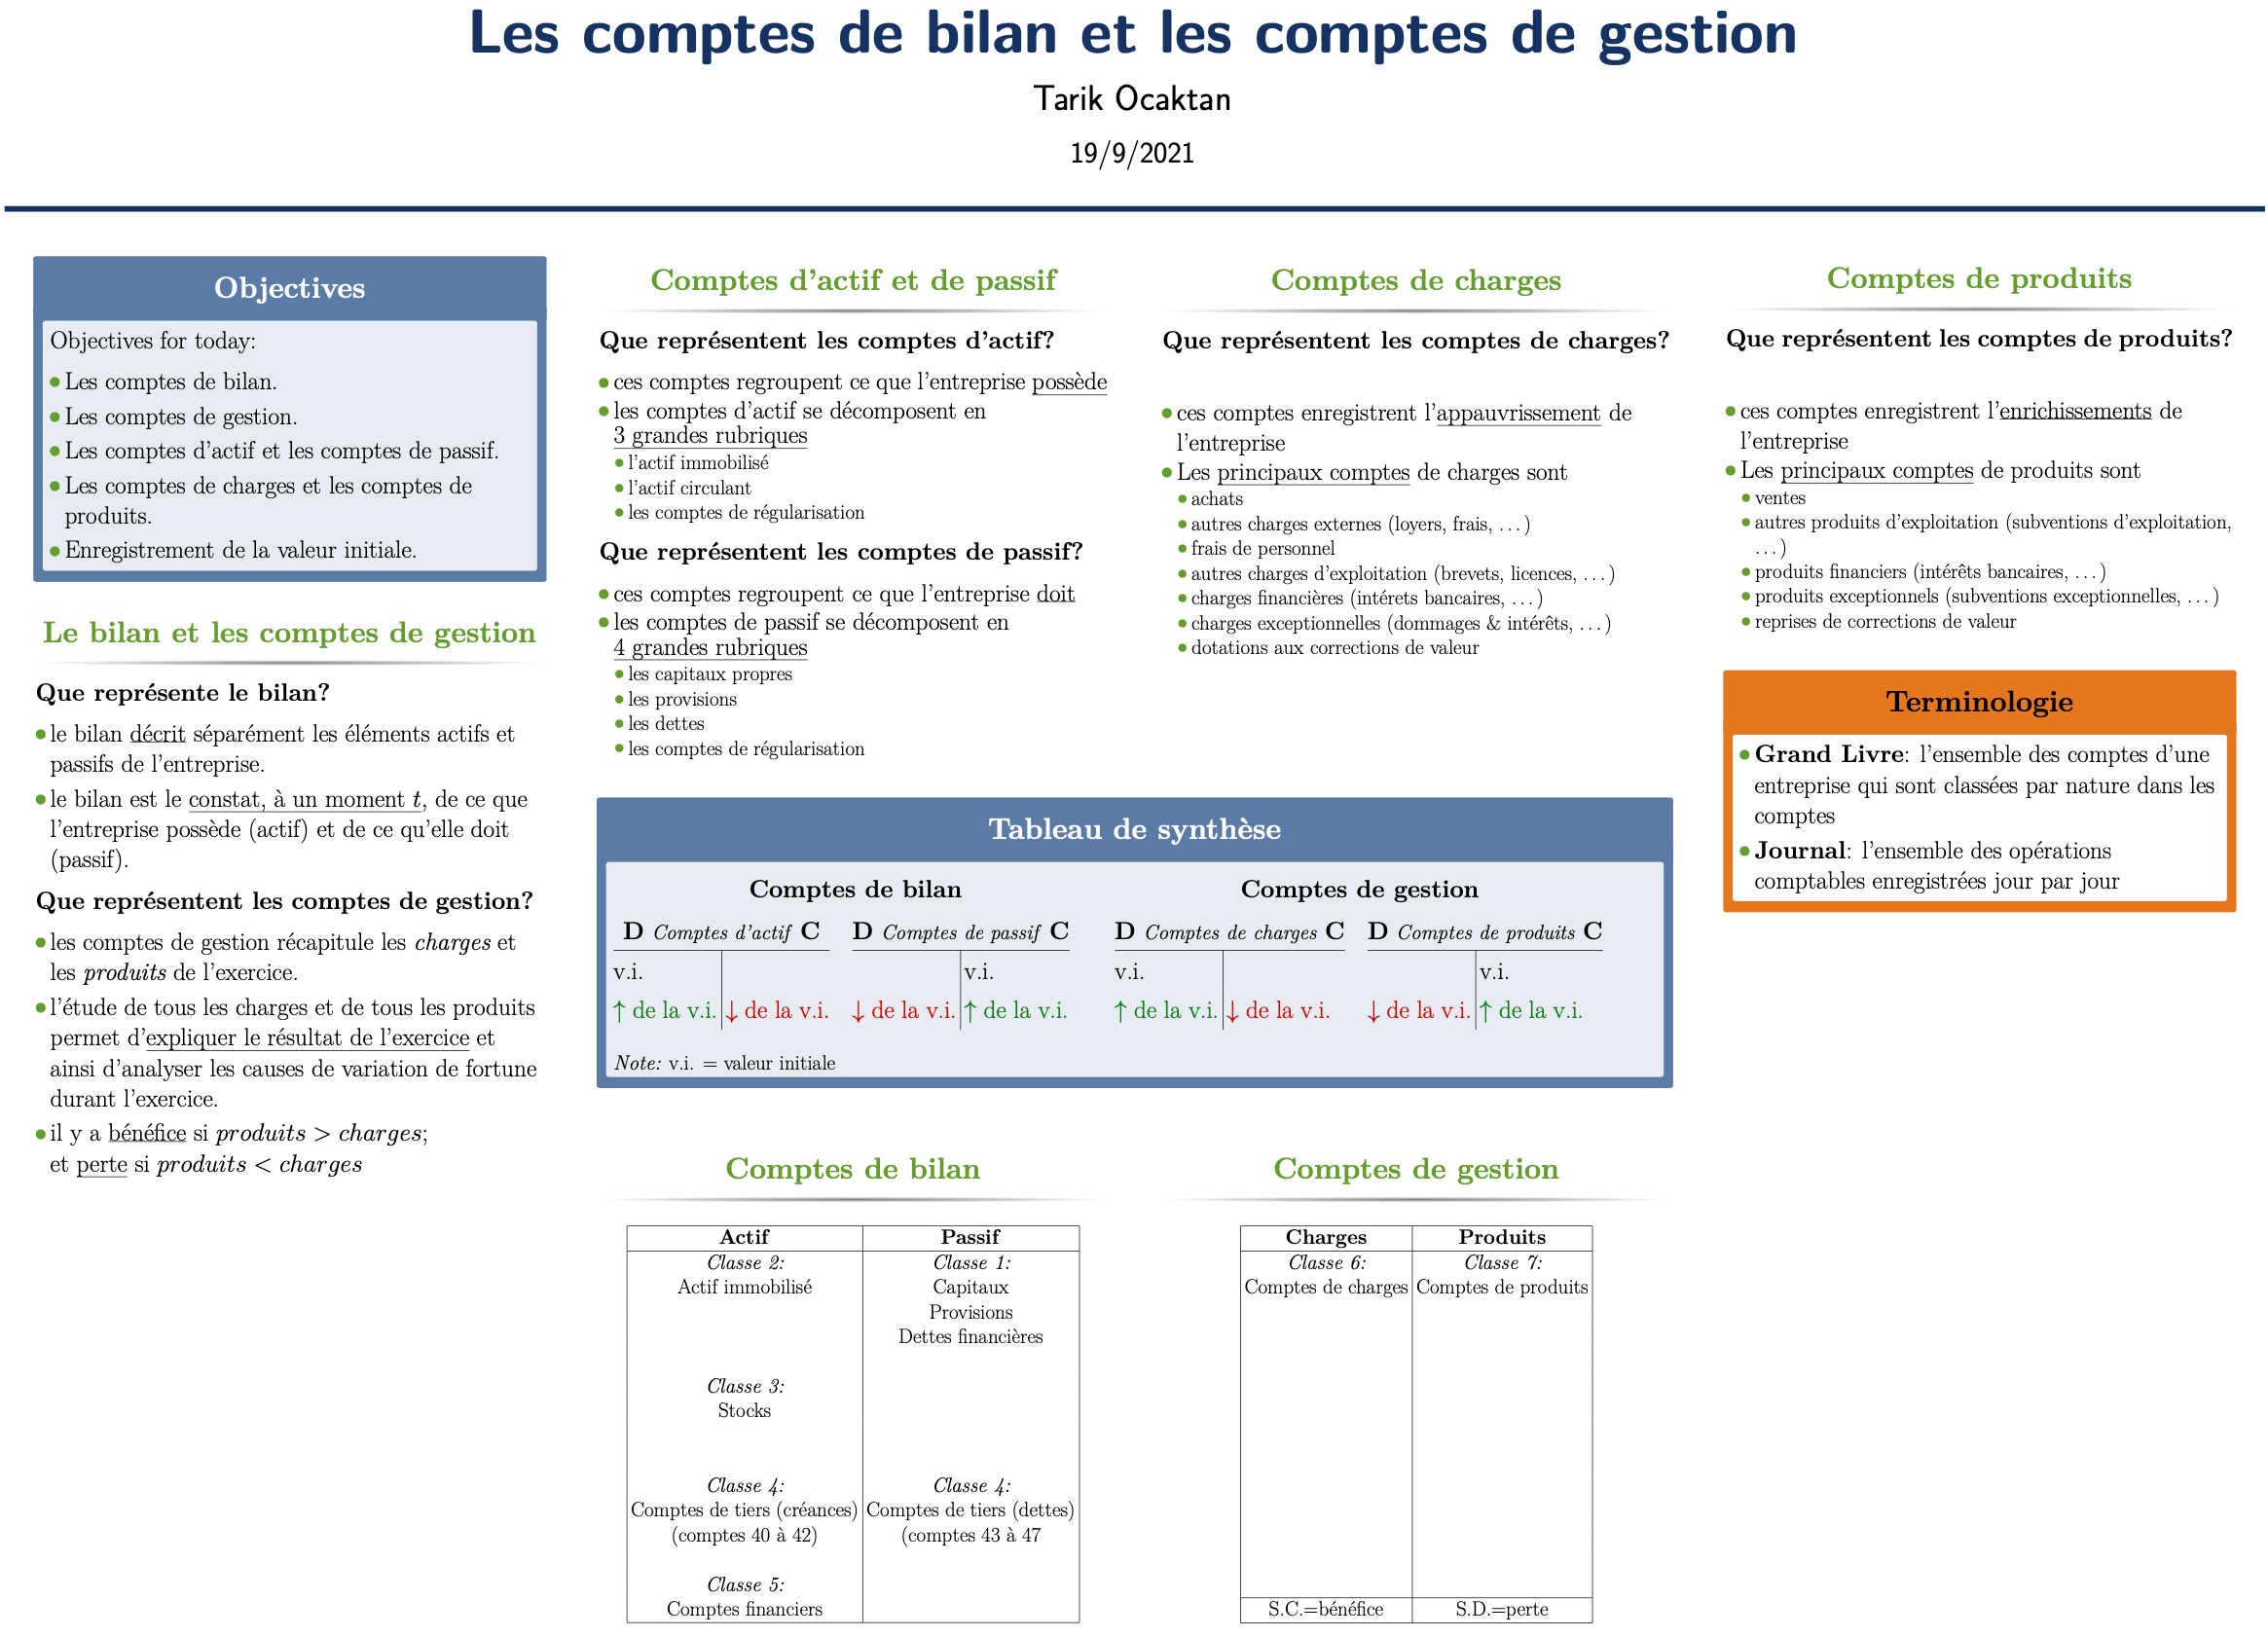 Les comptes de bilan et les comptes de gestion
Tarik Ocaktan
19/9/2021
Objectives
Objectives for today:
Les comptes de bilan.
Les comptes de gestion.
Les comptes d'actif et les comptes de passif.
Les comptes de charges et les comptes de
produits.
Enregistrement de la valeur initiale.
Le bilan et les comptes de gestion
Que représente le bilan?
le bilan décrit séparément les éléments actifs et
passifs de l'entreprise.
le bilan est le constat, à un moment t, de ce que
l'entreprise possède (actif) et de ce qu'elle doit
(passif).
Que représentent les comptes de gestion?
les comptes de gestion récapitule les charges et
les produits de l'exercice.
l'étude de tous les charges et de tous les produits
permet d'expliquer le résultat de l'exercice et
ainsi d'analyser les causes de variation de fortune
durant l'exercice.
il y a bénéfice si produits > charges;
et perte si produits < charges
Comptes d'actif et de passif
Que représentent les comptes d'actif?
ces comptes regroupent ce que l'entreprise possède
les comptes d'actif se décomposent en
3 grandes rubriques
l'actif immobilisé
l'actif circulant
les comptes de régularisation
Que représentent les comptes de passif?
ces comptes regroupent ce que l'entreprise doit
les comptes de passif se décomposent en
4 grandes rubriques
les capitaux propres
les provisions
les dettes
les comptes de régularisation
Comptes de charges
Que représentent les comptes de charges?
ces comptes enregistrent l'appauvrissement de
l'entreprise
Les principaux comptes de charges sont
achats
autres charges externes (loyers, frais, ...)
frais de personnel
autres charges d'exploitation (brevets, licences, ...)
charges financières (intérets bancaires, ...)
charges exceptionnelles (dommages & intérêts, ...)
dotations aux corrections de valeur
Comptes de produits
Que représentent les comptes de produits?
ces comptes enregistrent l'enrichissements de
l'entreprise
Les principaux comptes de produits sont
ventes
autres produits d'exploitation (subventions d'exploitation,
...)
produits financiers (intérêts bancaires, ...)
produits exceptionnels (subventions exceptionnelles, ...)
reprises de corrections de valeur
Terminologie
Grand Livre: l'ensemble des comptes d'une
entreprise qui sont classées par nature dans les
comptes
Journal: l'ensemble des opérations
comptables enregistrées jour par jour
Tableau de synthèse
Comptes de bilan Comptes de gestion
D Comptes d'actif C D Comptes de passif C D Comptes de charges C D Comptes de produits C
v.i. v.i. v.i. v.i.
↑ de la v.i. ↓ de la v.i. ↓ de la v.i. ↑ de la v.i. ↑ de la v.i. ↓ de la v.i. ↓ de la v.i. ↑ de la v.i.
Note: v.i. = valeur initiale
Comptes de bilan
Actif Passif
Classe 2: Classe 1:
Actif immobilisé Capitaux
Provisions
Dettes financières
Classe 3:
Stocks
Classe 4: Classe 4:
Comptes de tiers (créances) Comptes de tiers (dettes)
(comptes 40 à 42) (comptes 43 à 47
Classe 5:
Comptes financiers
Comptes de gestion
Charges Produits
Classe 6: Classe 7:
Comptes de charges Comptes de produits
S.C.=bénéfice S.D.=perte